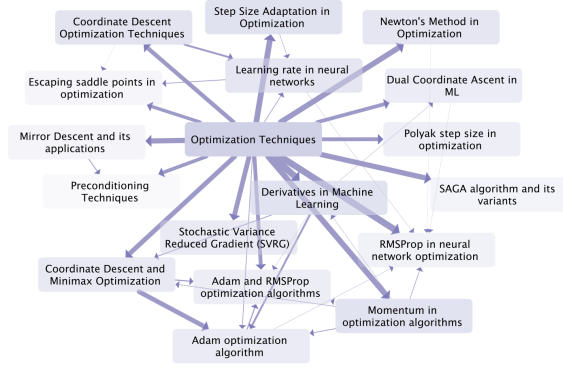 Step Size Adaptation in
Optimization
Coordinate Descent
Optimization Techniques
Newton's Method in
Optimization
Learning rate in neural
networks
Escaping saddle points in
optimization
Dual Coordinate Ascent in
ML
Mirror Descent and its
applications
Optimization Techniques
Polyak step size in
optimization
Preconditioning
Techniques
Derivatives in Machine
Learning
SAGA algorithm and its
variants
Stochastic Variance
Reduced Gradient (SVRG)
RMSProp in neural
network optimization
Coordinate Descent and
Minimax Optimization
Adam and RMSProp
optimization algorithms
Momentum in
optimization algorithms
Adam optimization
algorithm